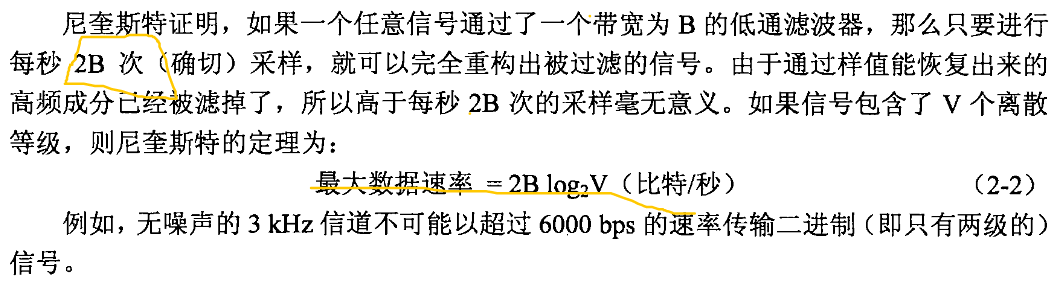 尼奎斯特证明，如果一个任意信号通过了一个带宽为 B 的低通滤波器，那么只要进行
每秒 2B 次（确切）采样，就可以完全重构出被过滤的信号。由于通过样值能恢复出来的
高频成分已经被滤掉了，所以高于每秒 2B 次的采样毫无意义。如果信号包含了 V 个离散
等级，则尼奎斯特的定理为：
最大数据速率 = 2B log₂V（比特/秒） （2-2）
例如，无噪声的 3 kHz 信道不可能以超过 6000 bps 的速率传输二进制（即只有两级的）
信号。